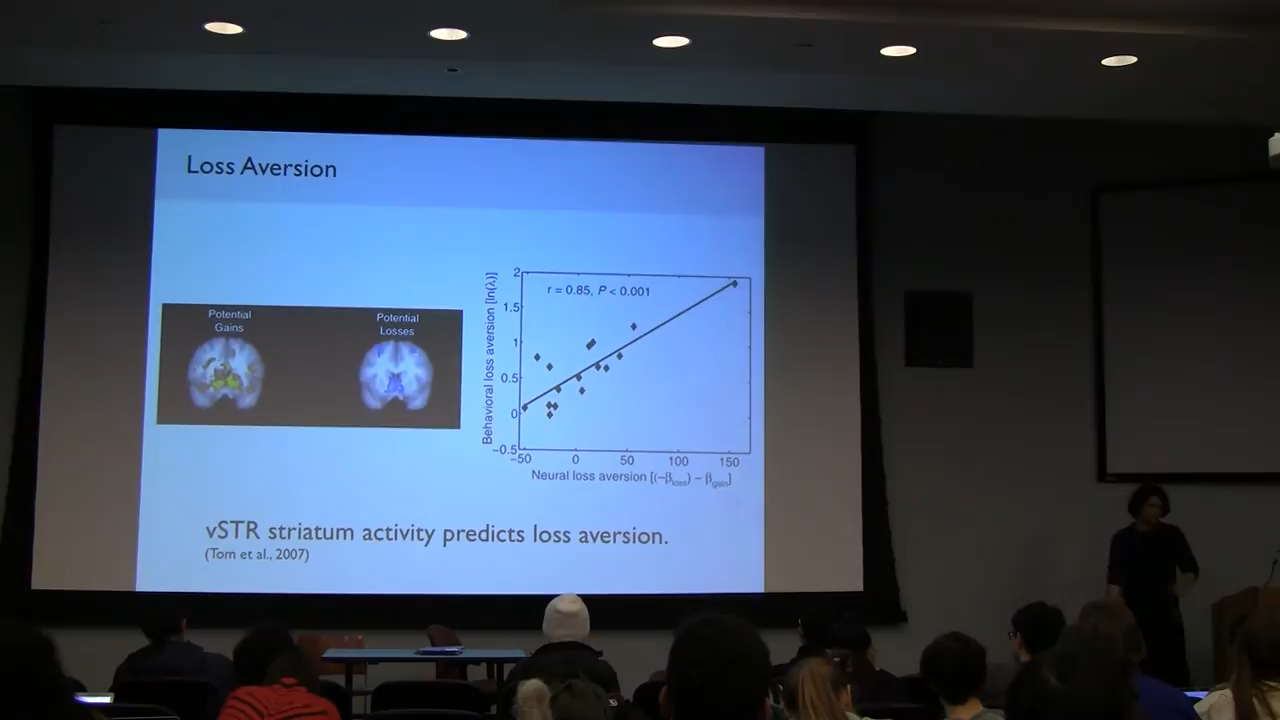 Loss Aversion
Potential
Gains
Potential
Losses
Behavioral loss aversion [ln(λ)]
2
1.5
1
0.5
0
−0.5
r = 0.85, P < 0.001
−50
0
50
100
150
Neural loss aversion [(−βloss) − βgain]
vSTR striatum activity predicts loss aversion.
(Tom et al., 2007)